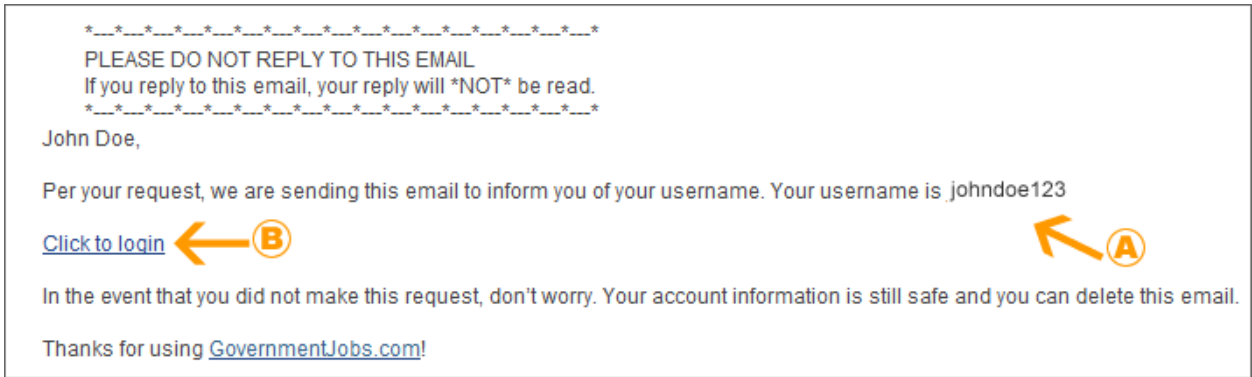 *---*---*---*---*---*---*---*---*---*---*---*---*---*---*---*---*---*
PLEASE DO NOT REPLY TO THIS EMAIL
If you reply to this email, your reply will *NOT* be read.
*---*---*---*---*---*---*---*---*---*---*---*---*---*---*---*---*---*
John Doe,
Per your request, we are sending this email to inform you of your username. Your username is johndoe123
Click to login B
A
In the event that you did not make this request, don't worry. Your account information is still safe and you can delete this email.
Thanks for using GovernmentJobs.com!